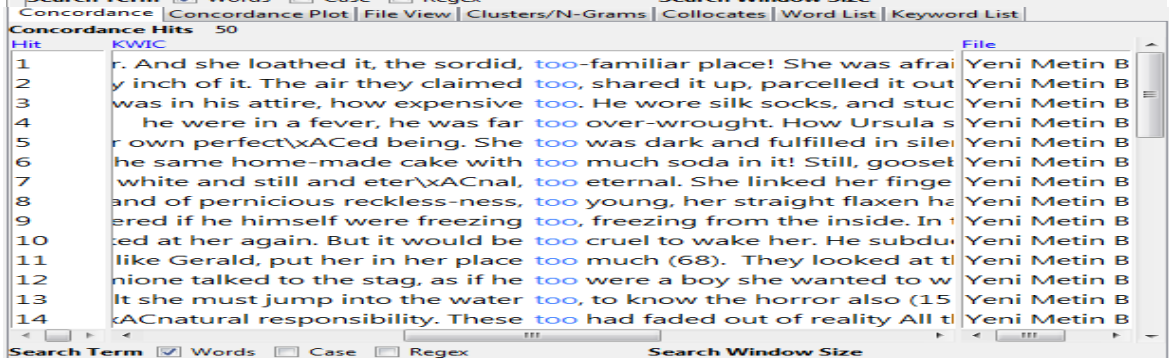 Search Term Words Case Regex Search Window Size
Concordance Concordance Plot File View Clusters/N-Grams Collocates Word List Keyword List
Concordance Hits 50
Hit KWIC File
1 r. And she loathed it, the sordid, too-familiar place! She was afrai Yeni Metin B
2 y inch of it. The air they claimed too, shared it up, parcelled it out Yeni Metin B
3 was in his attire, how expensive too. He wore silk socks, and stuc Yeni Metin B
4 he were in a fever, he was far too over-wrought. How Ursula s Yeni Metin B
5 r own perfect\xACed being. She too was dark and fulfilled in sile Yeni Metin B
6 he same home-made cake with too much soda in it! Still, gooseb Yeni Metin B
7 white and still and eter\xACnal, too eternal. She linked her finge Yeni Metin B
8 and of pernicious reckless-ness, too young, her straight flaxen ha Yeni Metin B
9 ered if he himself were freezing too, freezing from the inside. In t Yeni Metin B
10 ked at her again. But it would be too cruel to wake her. He subdu Yeni Metin B
11 like Gerald, put her in her place too much (68). They looked at tl Yeni Metin B
12 nione talked to the stag, as if he too were a boy she wanted to w Yeni Metin B
13 lt she must jump into the water too, to know the horror also (15 Yeni Metin B
14 xACnatural responsibility. These too had faded out of reality All tl Yeni Metin B
Search Term Words Case Regex Search Window Size